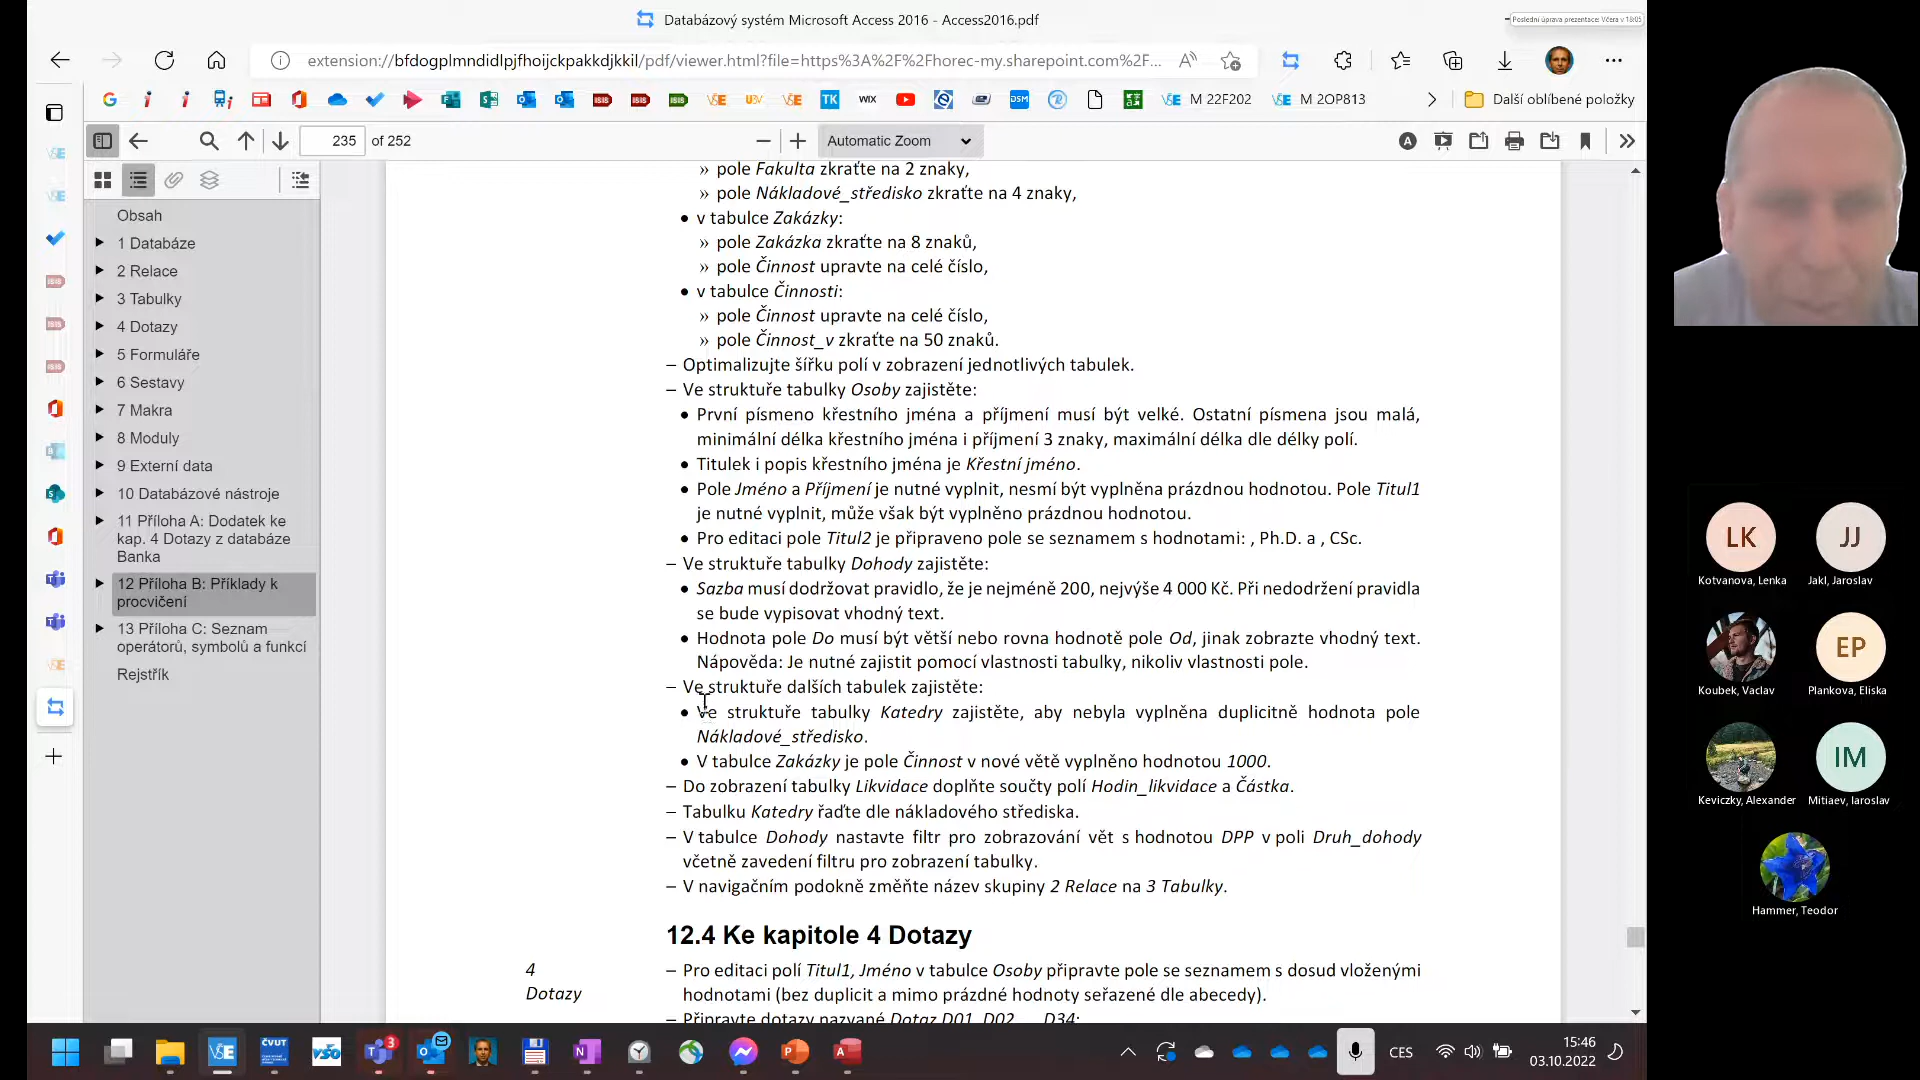 Databázový systém Microsoft Access 2016 - Access2016.pdf
Poslední úprava prezentace: Včera v 18:05
extension://bfdogplmndidlpjfhoijckpakkdjkkil/pdf/viewer.html?file=https%3A%2F%2Fhorec-my.sharepoint.com%2F...
M 22F202
M 2OP813
Další oblíbené položky
235 of 252
Automatic Zoom
Obsah
1 Databáze
2 Relace
3 Tabulky
4 Dotazy
5 Formuláře
6 Sestavy
7 Makra
8 Moduly
9 Externí data
10 Databázové nástroje
11 Příloha A: Dodatek ke
kap. 4 Dotazy z databáze
Banka
12 Příloha B: Příklady k
procvičení
13 Příloha C: Seznam
operátorů, symbolů a funkcí
Rejstřík
» pole Fakulta zkraťte na 2 znaky,
» pole Nákladové_středisko zkraťte na 4 znaky,
• v tabulce Zakázky:
» pole Zakázka zkraťte na 8 znaků,
» pole Činnost upravte na celé číslo,
• v tabulce Činnosti:
» pole Činnost upravte na celé číslo,
» pole Činnost_v zkraťte na 50 znaků.
– Optimalizujte šířku polí v zobrazení jednotlivých tabulek.
– Ve struktuře tabulky Osoby zajistěte:
• První písmeno křestního jména a příjmení musí být velké. Ostatní písmena jsou malá,
minimální délka křestního jména i příjmení 3 znaky, maximální délka dle délky polí.
• Titulek i popis křestního jména je Křestní jméno.
• Pole Jméno a Příjmení je nutné vyplnit, nesmí být vyplněna prázdnou hodnotou. Pole Titul1
je nutné vyplnit, může však být vyplněno prázdnou hodnotou.
• Pro editaci pole Titul2 je připraveno pole se seznamem s hodnotami: , Ph.D. a , CSc.
– Ve struktuře tabulky Dohody zajistěte:
• Sazba musí dodržovat pravidlo, že je nejméně 200, nejvýše 4 000 Kč. Při nedodržení pravidla
se bude vypisovat vhodný text.
• Hodnota pole Do musí být větší nebo rovna hodnotě pole Od, jinak zobrazte vhodný text.
Nápověda: Je nutné zajistit pomocí vlastnosti tabulky, nikoliv vlastnosti pole.
– Ve struktuře dalších tabulek zajistěte:
• Ve struktuře tabulky Katedry zajistěte, aby nebyla vyplněna duplicitně hodnota pole
Nákladové_středisko.
• V tabulce Zakázky je pole Činnost v nové větě vyplněno hodnotou 1000.
– Do zobrazení tabulky Likvidace doplňte součty polí Hodin_likvidace a Částka.
– Tabulku Katedry řaďte dle nákladového střediska.
– V tabulce Dohody nastavte filtr pro zobrazování vět s hodnotou DPP v poli Druh_dohody
včetně zavedení filtru pro zobrazení tabulky.
– V navigačním podokně změňte název skupiny 2 Relace na 3 Tabulky.
12.4 Ke kapitole 4 Dotazy
4
Dotazy
– Pro editaci polí Titul1, Jméno v tabulce Osoby připravte pole se seznamem s dosud vloženými
hodnotami (bez duplicit a mimo prázdné hodnoty seřazené dle abecedy).
– Připravte dotazy nazvané Dotaz D01, D02, ... D34:
LK
Kotvanova, Lenka
JJ
Jakl, Jaroslav
Koubek, Vaclav
EP
Plankova, Eliska
Keviczky, Alexander
IM
Mitiaev, Iaroslav
Hammer, Teodor
CES
15:46
03.10.2022